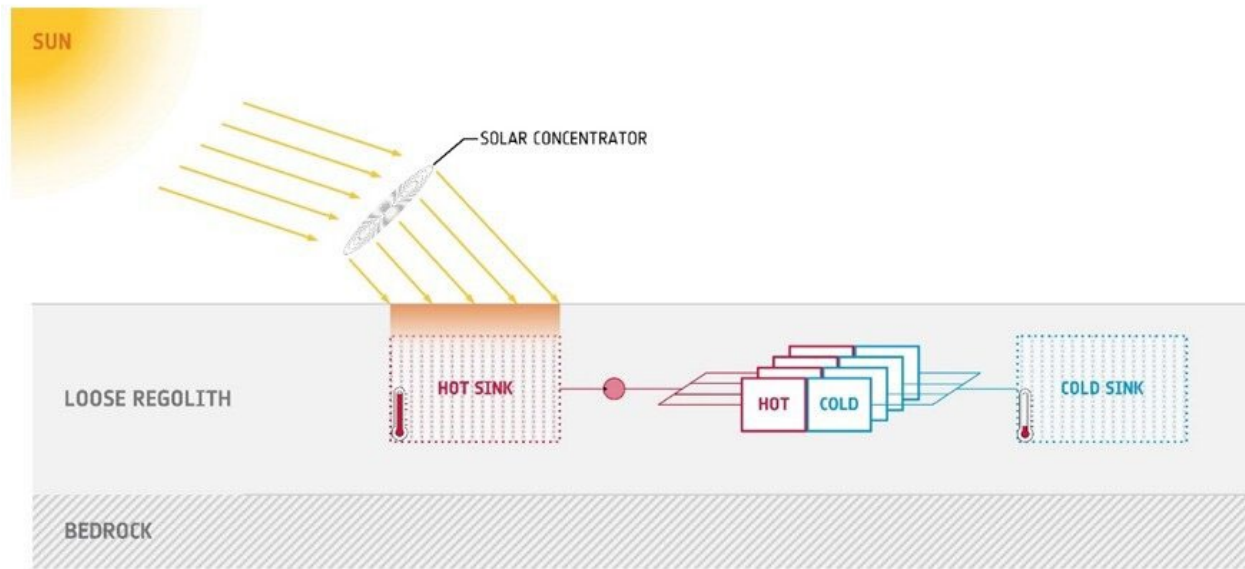 SUN
SOLAR CONCENTRATOR
LOOSE REGOLITH
HOT SINK
HOT
COLD
COLD SINK
BEDROCK